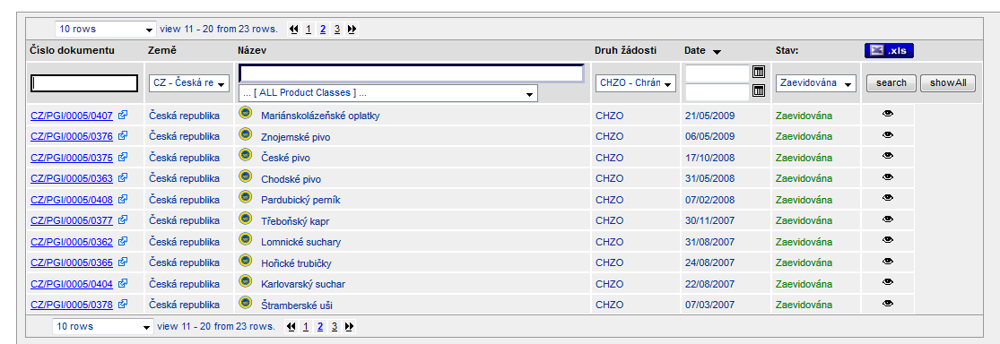 10 rows view 11 - 20 from 23 rows. 1 2 3
Číslo dokumentu Země Název Druh žádosti Date Stav: .xls
CZ - Česká re CHZO - Chrán Zaevidována search showAll
... [ ALL Product Classes ] ...
CZ/PGI/0005/0407 Česká republika Mariánskolázeňské oplatky CHZO 21/05/2009 Zaevidována
CZ/PGI/0005/0376 Česká republika Znojemské pivo CHZO 06/05/2009 Zaevidována
CZ/PGI/0005/0375 Česká republika České pivo CHZO 17/10/2008 Zaevidována
CZ/PGI/0005/0363 Česká republika Chodské pivo CHZO 31/05/2008 Zaevidována
CZ/PGI/0005/0408 Česká republika Pardubický perník CHZO 07/02/2008 Zaevidována
CZ/PGI/0005/0377 Česká republika Třeboňský kapr CHZO 30/11/2007 Zaevidována
CZ/PGI/0005/0362 Česká republika Lomnické suchary CHZO 31/08/2007 Zaevidována
CZ/PGI/0005/0365 Česká republika Hořické trubičky CHZO 24/08/2007 Zaevidována
CZ/PGI/0005/0404 Česká republika Karlovarský suchar CHZO 22/08/2007 Zaevidována
CZ/PGI/0005/0378 Česká republika Štramberské uši CHZO 07/03/2007 Zaevidována
10 rows view 11 - 20 from 23 rows. 1 2 3